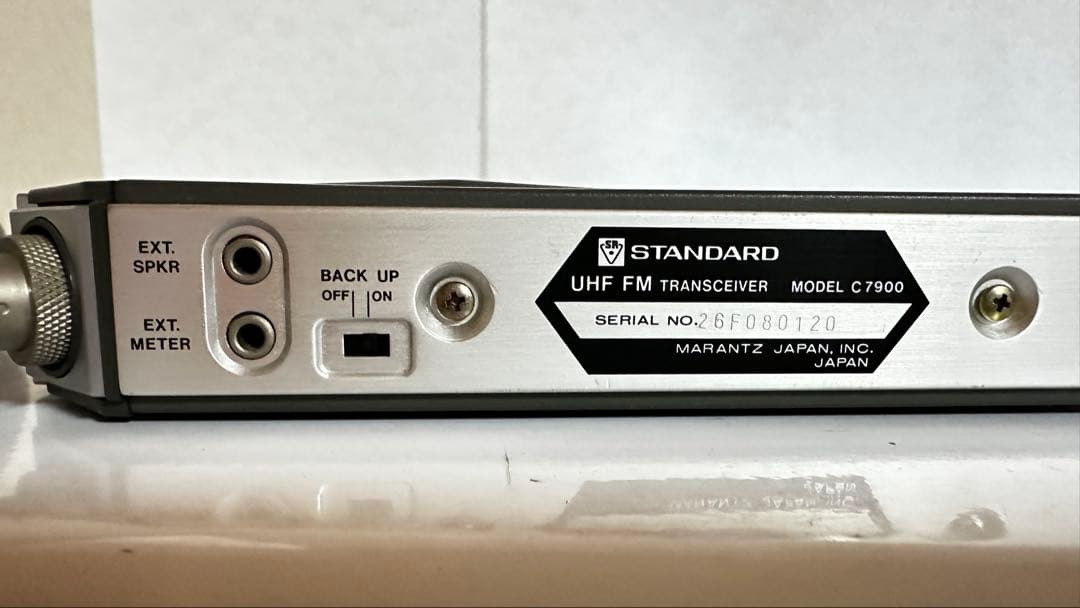 EXT.
SPKR
EXT.
METER
BACK UP
OFF ON
SR STANDARD
UHF FM TRANSCEIVER MODEL C7900
SERIAL NO. 26F080120
MARANTZ JAPAN, INC.
JAPAN